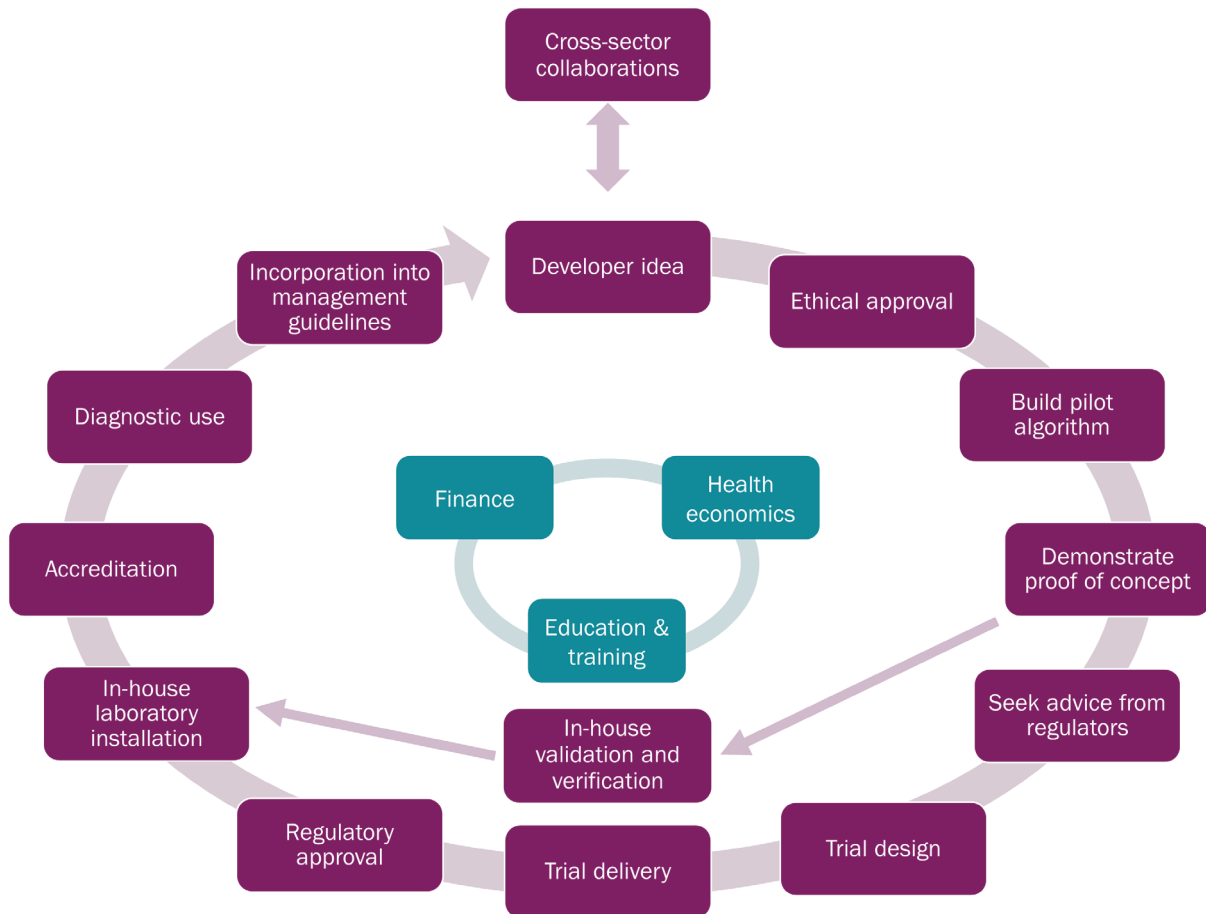 Cross-sector
collaborations
Developer idea
Ethical approval
Build pilot
algorithm
Demonstrate
proof of concept
Seek advice from
regulators
Trial design
Trial delivery
Regulatory
approval
In-house
laboratory
installation
Accreditation
Diagnostic use
Incorporation into
management
guidelines
Finance
Health
economics
Education &
training
In-house
validation and
verification